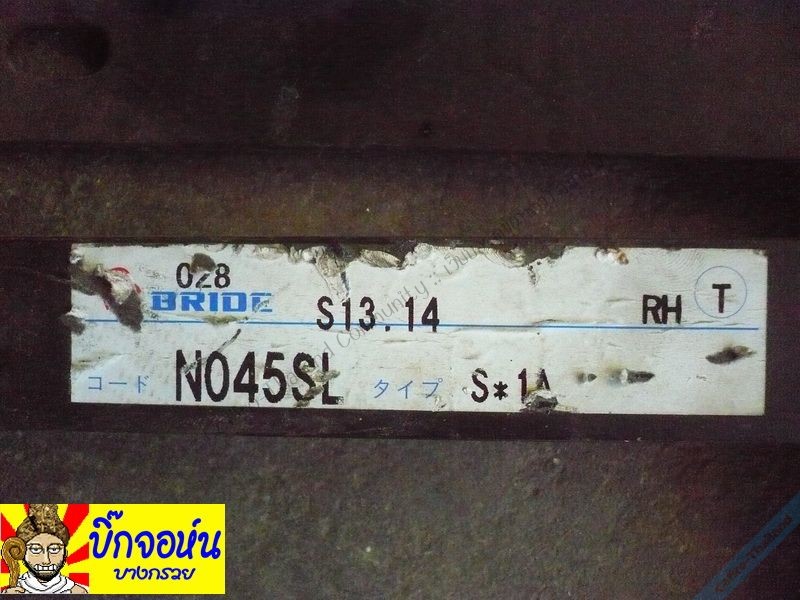 028
BRIDE S13.14 RH T
コード N045SL タイプ S*1A
บิ๊กจอห์น
บางกรวย